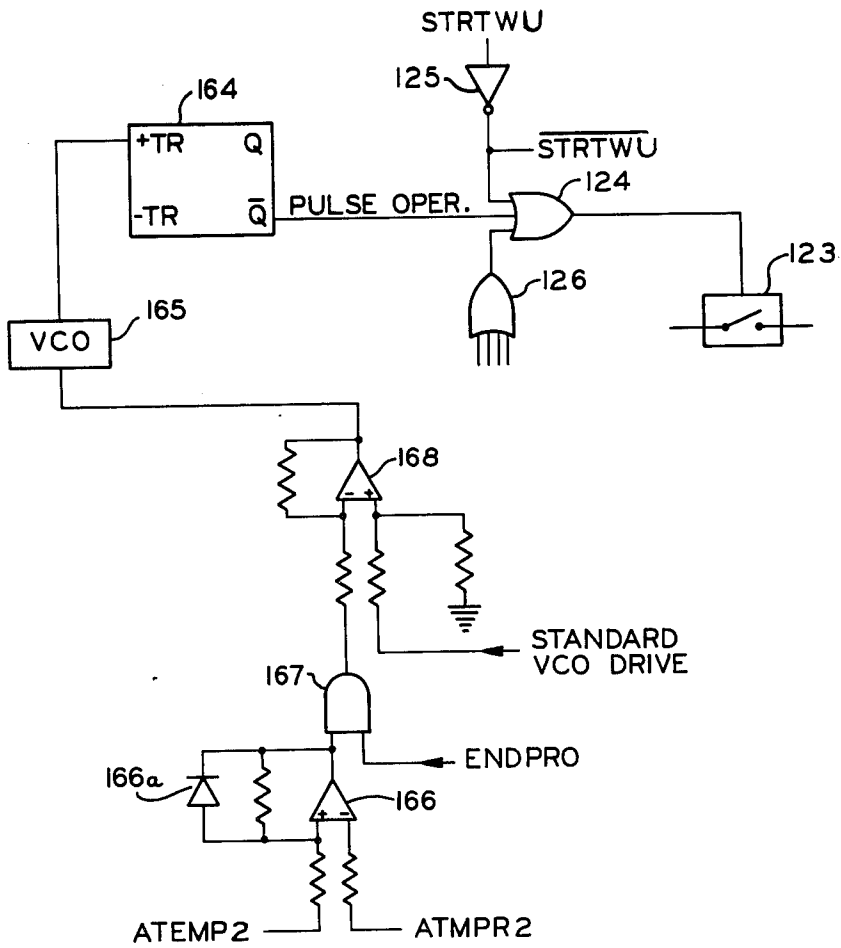 STRTWU
125
164
+TR Q
STRTWU
124
-TR Q
PULSE OPER.
123
126
165
VCO
168
- +
STANDARD
VCO DRIVE
167
ENDPRO
166a
166
+ -
ATEMP2
ATMPR2